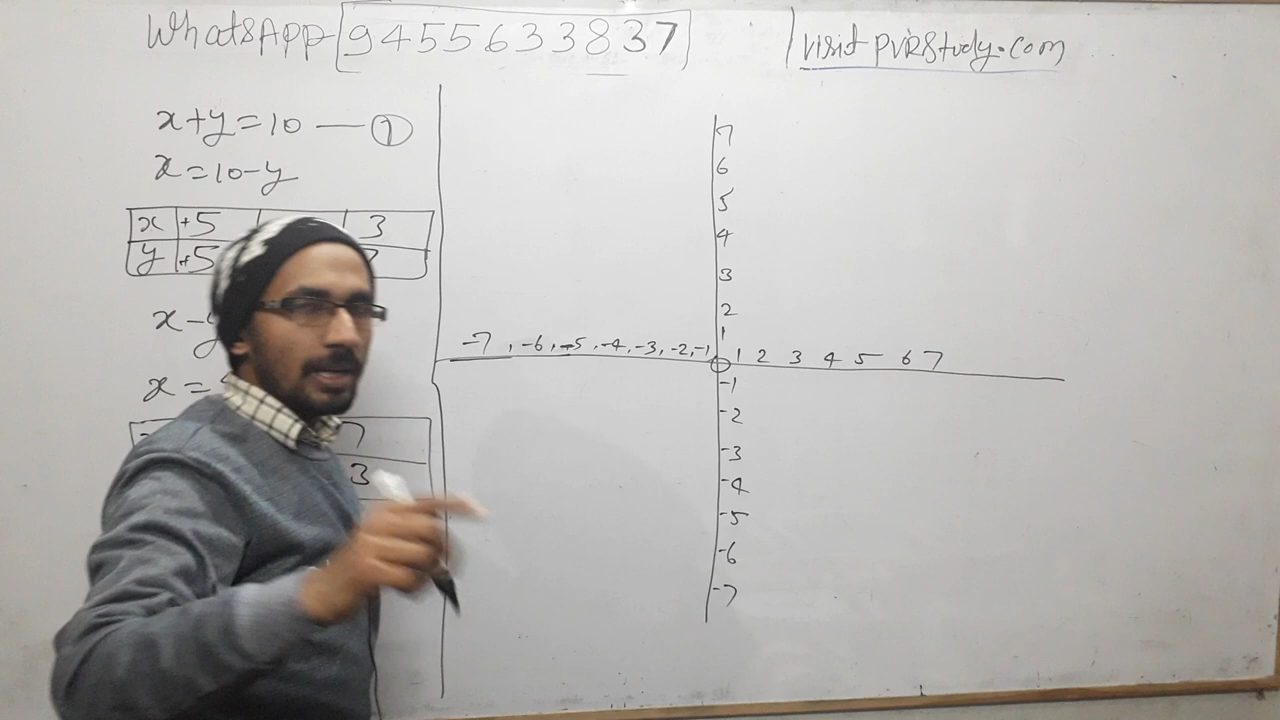 WhatsApp 9455633837
visit PVRStudy.com
x+y=10 — ①
x=10-y
x +5 3
y +5
x-
x=
7
3
7
6
5
4
3
2
1
-7, -6, -5, -4, -3, -2, -1
1 2 3 4 5 6 7
-1
-2
-3
-4
-5
-6
-7